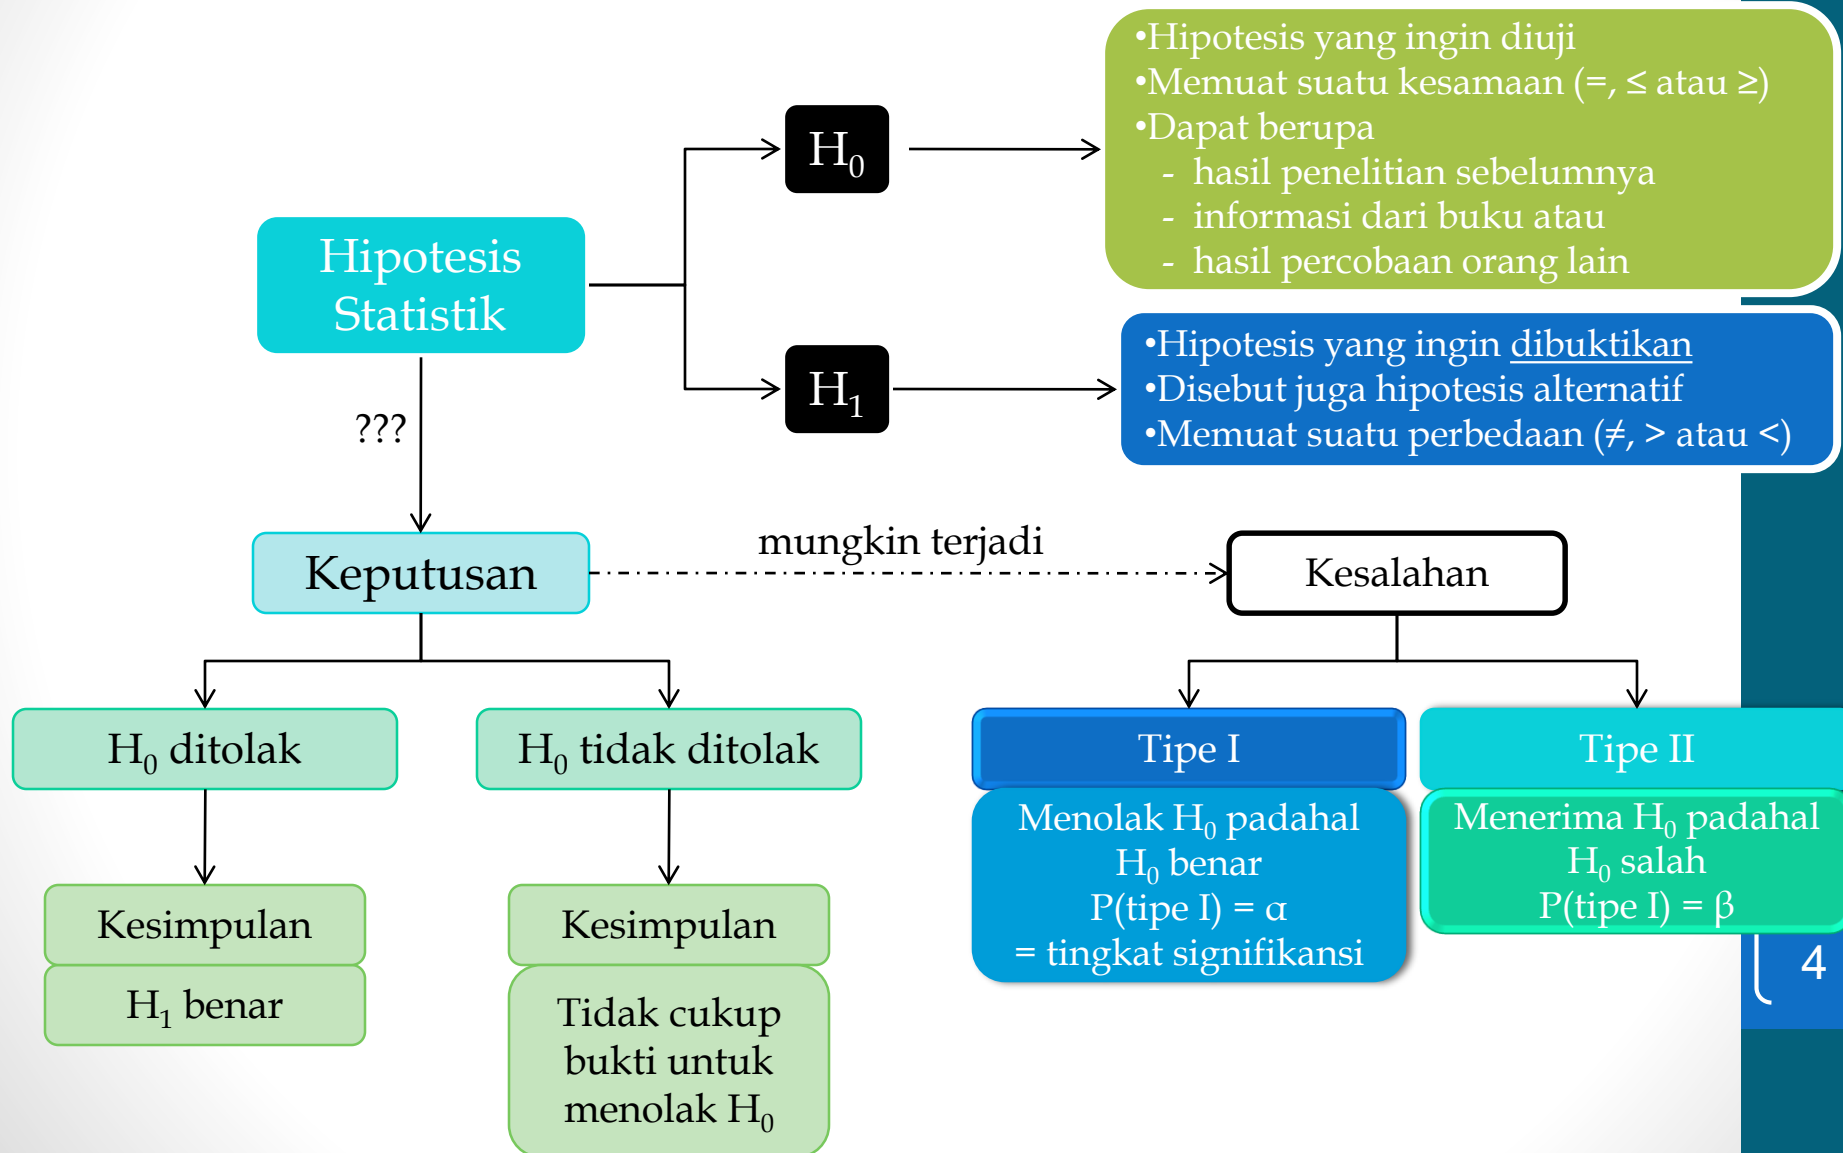 •Hipotesis yang ingin diuji
•Memuat suatu kesamaan (=, ≤ atau ≥)
•Dapat berupa
- hasil penelitian sebelumnya
- informasi dari buku atau
- hasil percobaan orang lain
H₀
Hipotesis
Statistik
H₁
•Hipotesis yang ingin dibuktikan
•Disebut juga hipotesis alternatif
•Memuat suatu perbedaan (≠, > atau <)
???
Keputusan
mungkin terjadi
Kesalahan
H₀ ditolak
H₀ tidak ditolak
Tipe I
Tipe II
Menolak H₀ padahal
H₀ benar
P(tipe I) = α
= tingkat signifikansi
Menerima H₀ padahal
H₀ salah
P(tipe I) = β
Kesimpulan
H₁ benar
Kesimpulan
Tidak cukup
bukti untuk
menolak H₀
4